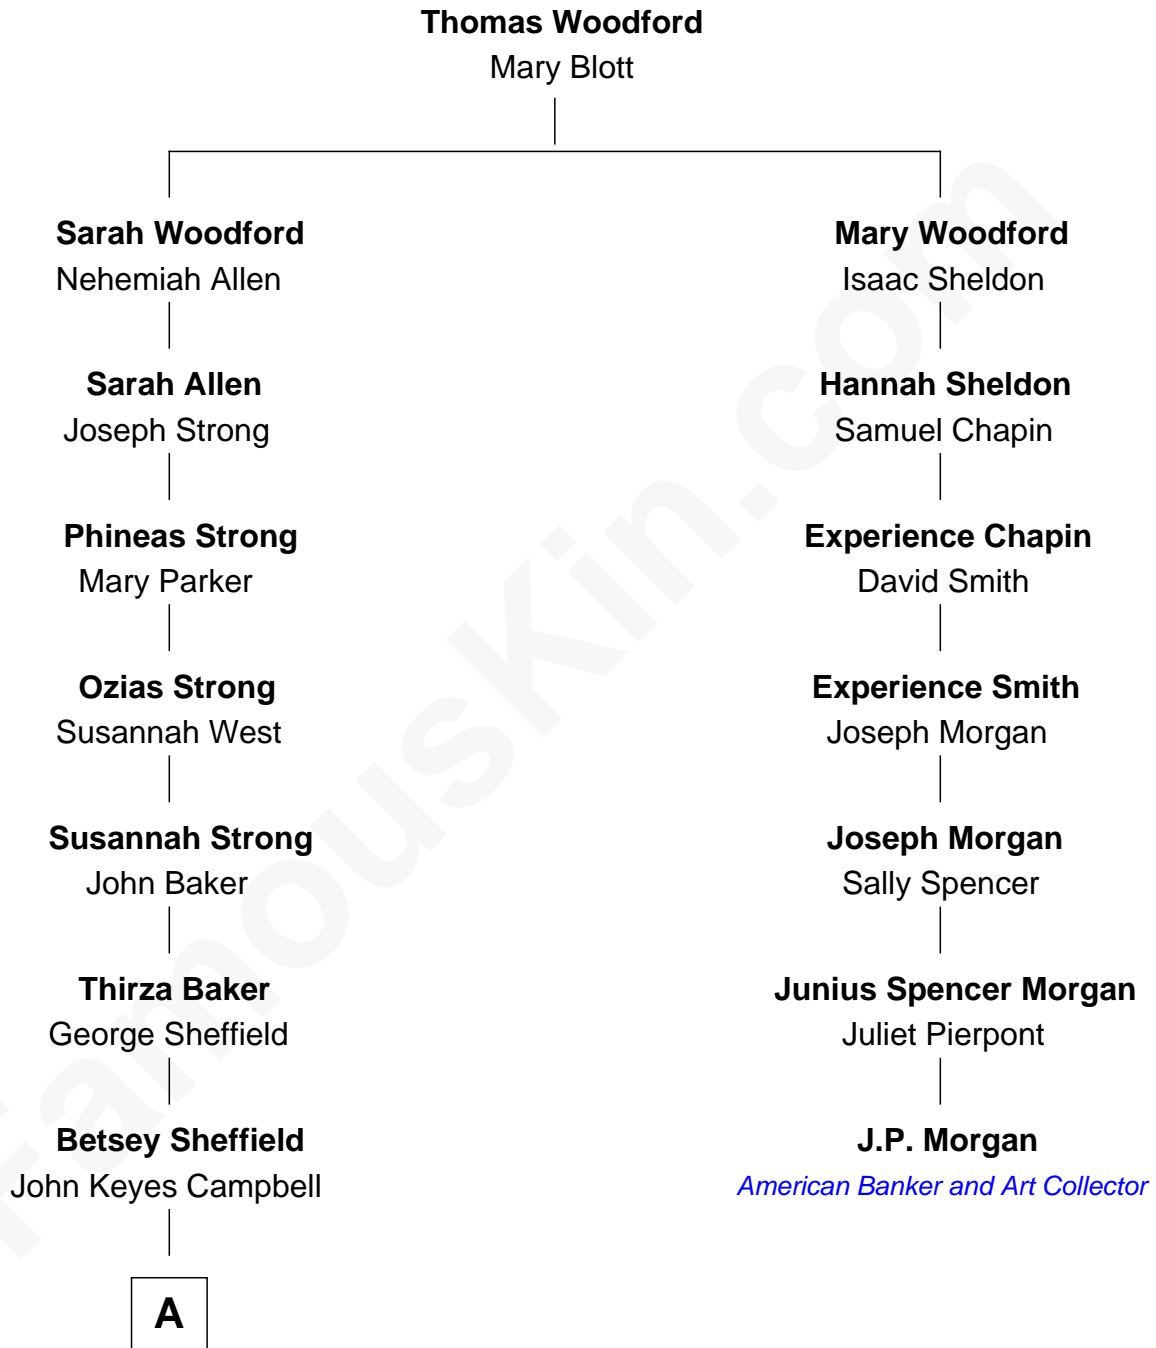 Thomas Woodford
Mary Blott
Sarah Woodford
Nehemiah Allen
Mary Woodford
Isaac Sheldon
Sarah Allen
Joseph Strong
Hannah Sheldon
Samuel Chapin
Phineas Strong
Mary Parker
Experience Chapin
David Smith
Ozias Strong
Susannah West
Experience Smith
Joseph Morgan
Susannah Strong
John Baker
Joseph Morgan
Sally Spencer
Thirza Baker
George Sheffield
Junius Spencer Morgan
Juliet Pierpont
Betsey Sheffield
John Keyes Campbell
J.P. Morgan
American Banker and Art Collector
A
FamousKin.com